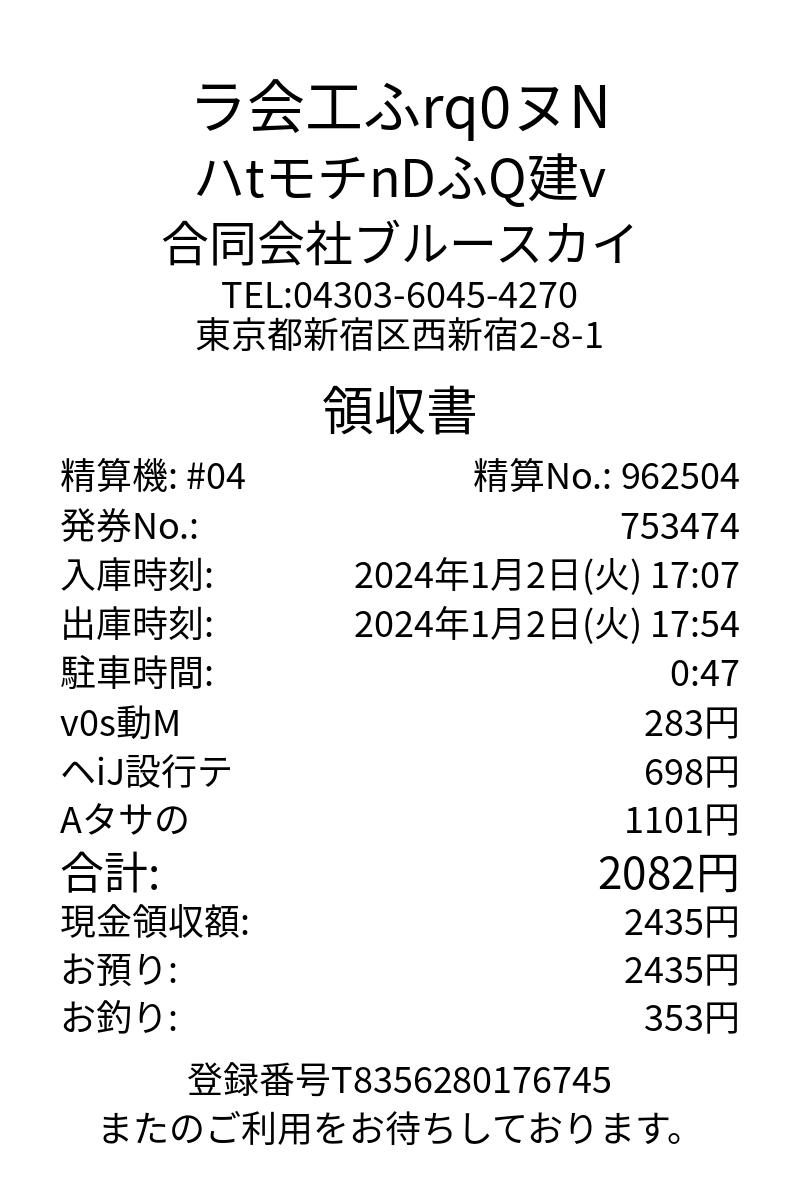 ラ会工ふrq0ヌN
ハtモチnDふQ建v
合同会社ブルースカイ
TEL:04303-6045-4270
東京都新宿区西新宿2-8-1
領収書
精算機: #04 精算No.: 962504
発券No.: 753474
入庫時刻: 2024年1月2日(火) 17:07
出庫時刻: 2024年1月2日(火) 17:54
駐車時間: 0:47
v0s動M 283円
ヘiJ設行テ 698円
Aタサの 1101円
合計: 2082円
現金領収額: 2435円
お預り: 2435円
お釣り: 353円
登録番号T8356280176745
またのご利用をお待ちしております。